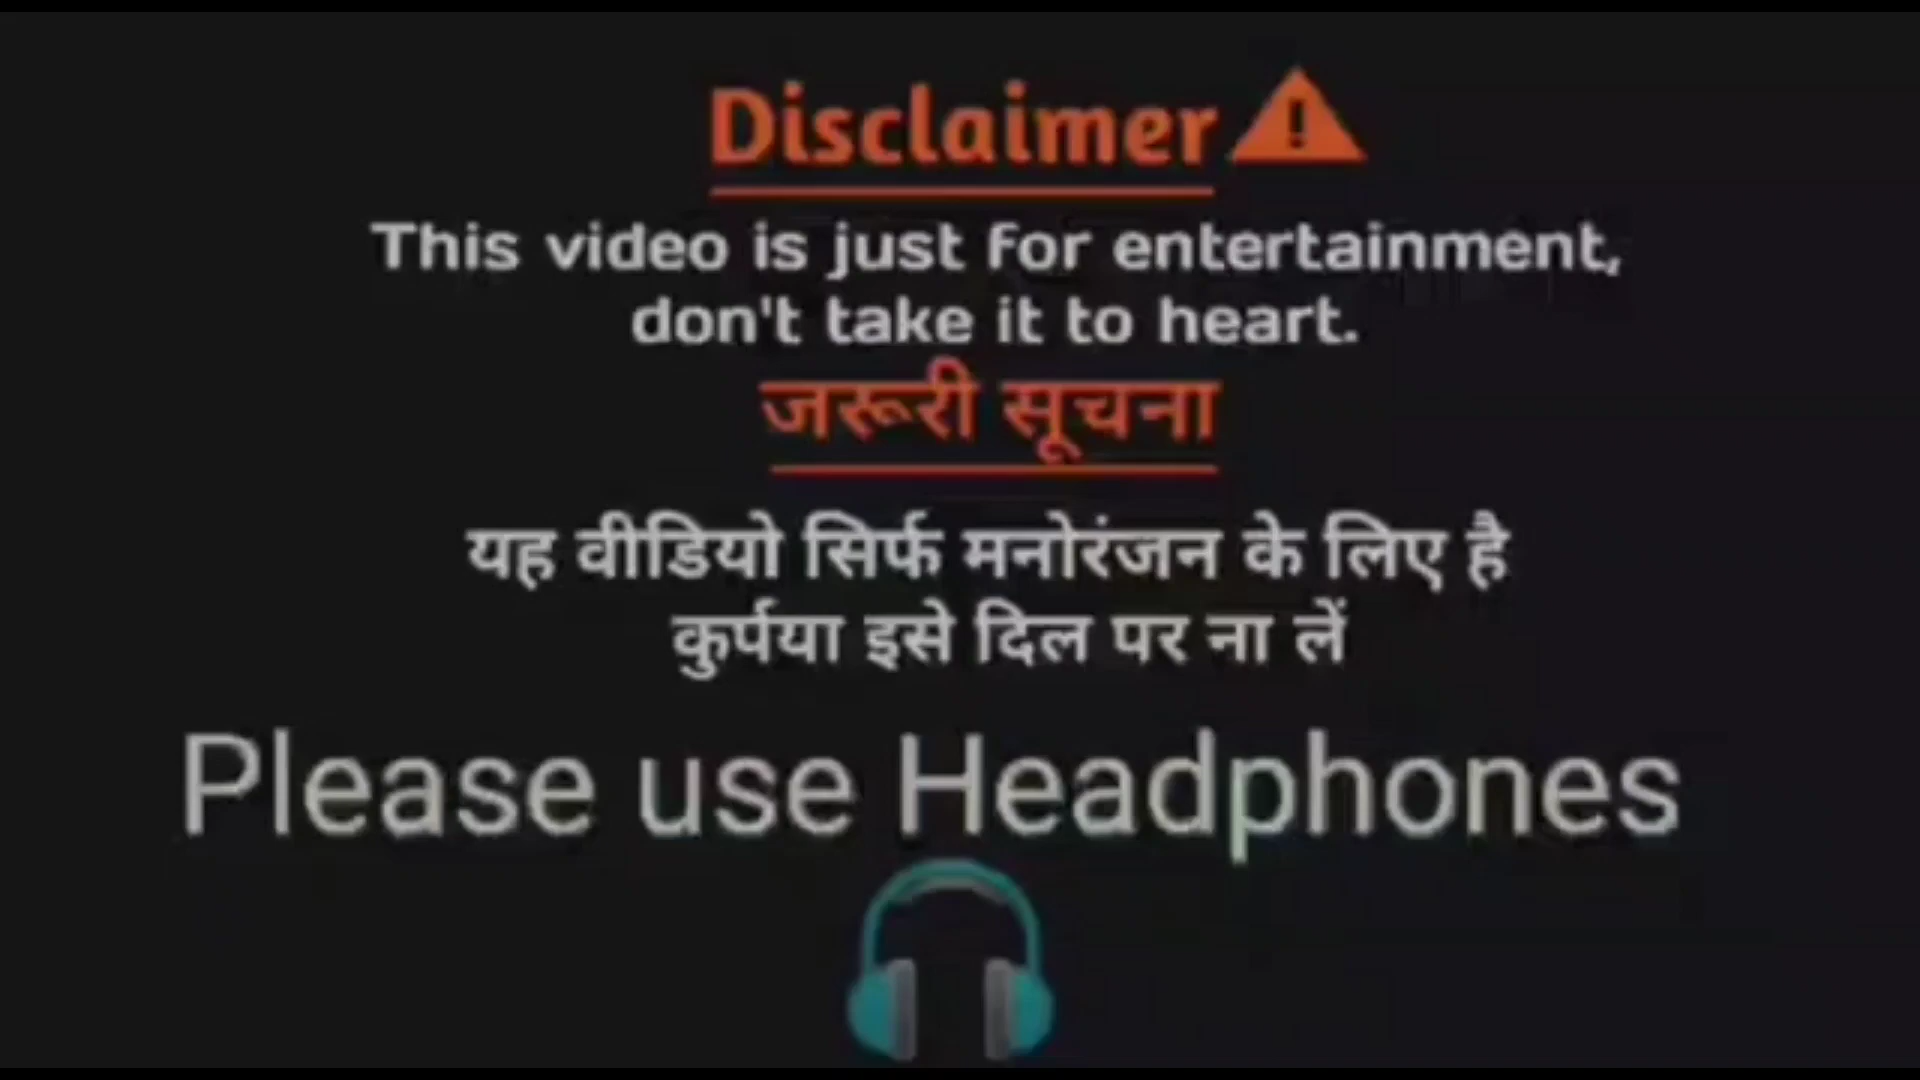 Disclaimer
This video is just for entertainment,
don't take it to heart.
जरूरी सूचना
यह वीडियो सिर्फ मनोरंजन के लिए है
कुर्पया इसे दिल पर ना लें
Please use Headphones